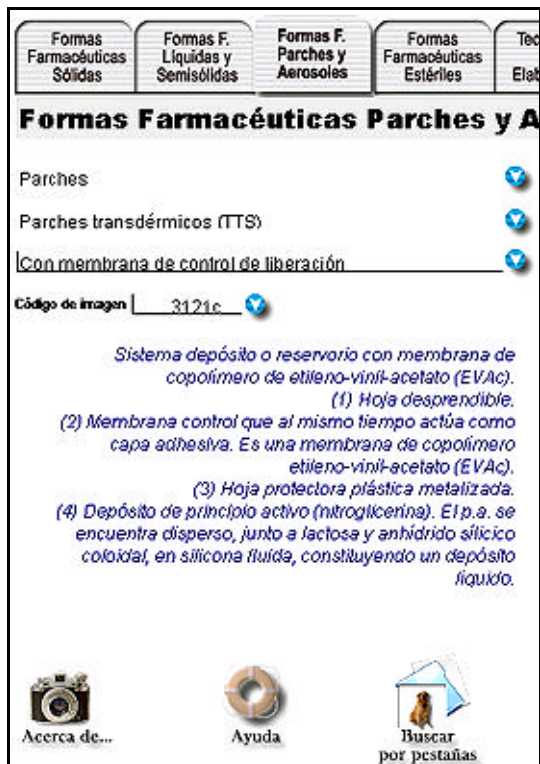 Formas
Farmacéuticas
Sólidas
Formas F.
Líquidas y
Semisólidas
Formas F.
Parches y
Aerosoles
Formas
Farmacéuticas
Estériles
Formas Farmacéuticas Parches y A
Parches
Parches transdérmicos (TTS)
Con membrana de control de liberación
Código de imagen 3121c
Sistema depósito o reservorio con membrana de
copolímero de etileno-vinil-acetato (EVAc).
(1) Hoja desprendible.
(2) Membrana control que al mismo tiempo actúa como
capa adhesiva. Es una membrana de copolímero
etileno-vinil-acetato (EVAc).
(3) Hoja protectora plástica metalizada.
(4) Depósito de principio activo (nitroglicerina). El p.a. se
encuentra disperso, junto a lactosa y anhídrido silícico
coloidal, en silicona fluída, constituyendo un depósito
líquido.
Acerca de...
Ayuda
Buscar
por pestañas